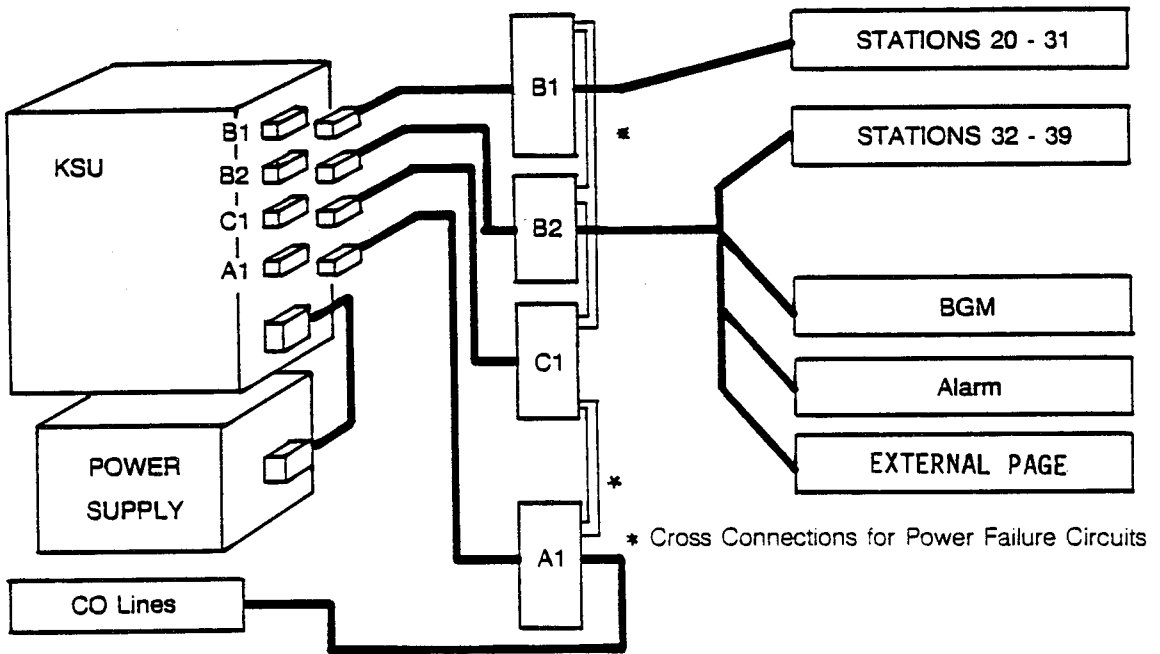 KSU
B1
B2
C1
A1
POWER
SUPPLY
CO Lines
B1
*
B2
C1
*
A1
STATIONS 20 - 31
STATIONS 32 - 39
BGM
Alarm
EXTERNAL PAGE
* Cross Connections for Power Failure Circuits